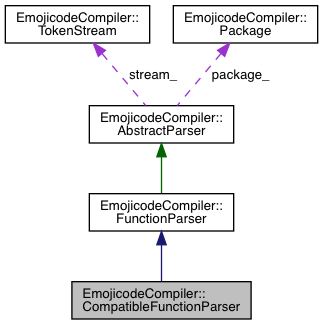 EmojicodeCompiler::
TokenStream
EmojicodeCompiler::
Package
stream_
package_
EmojicodeCompiler::
AbstractParser
EmojicodeCompiler::
FunctionParser
EmojicodeCompiler::
CompatibleFunctionParser